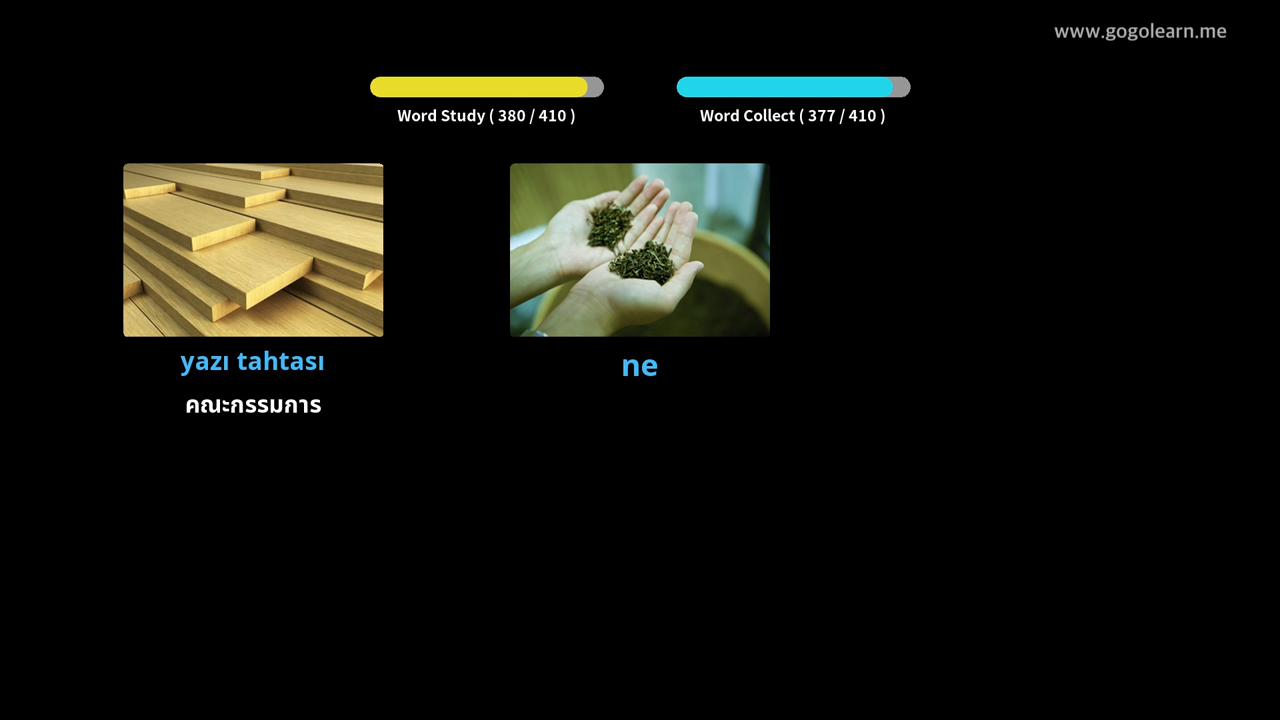 www.gogolearn.me
Word Study ( 380 / 410 )
Word Collect ( 377 / 410 )
yazı tahtası
ne
คณะกรรมการ